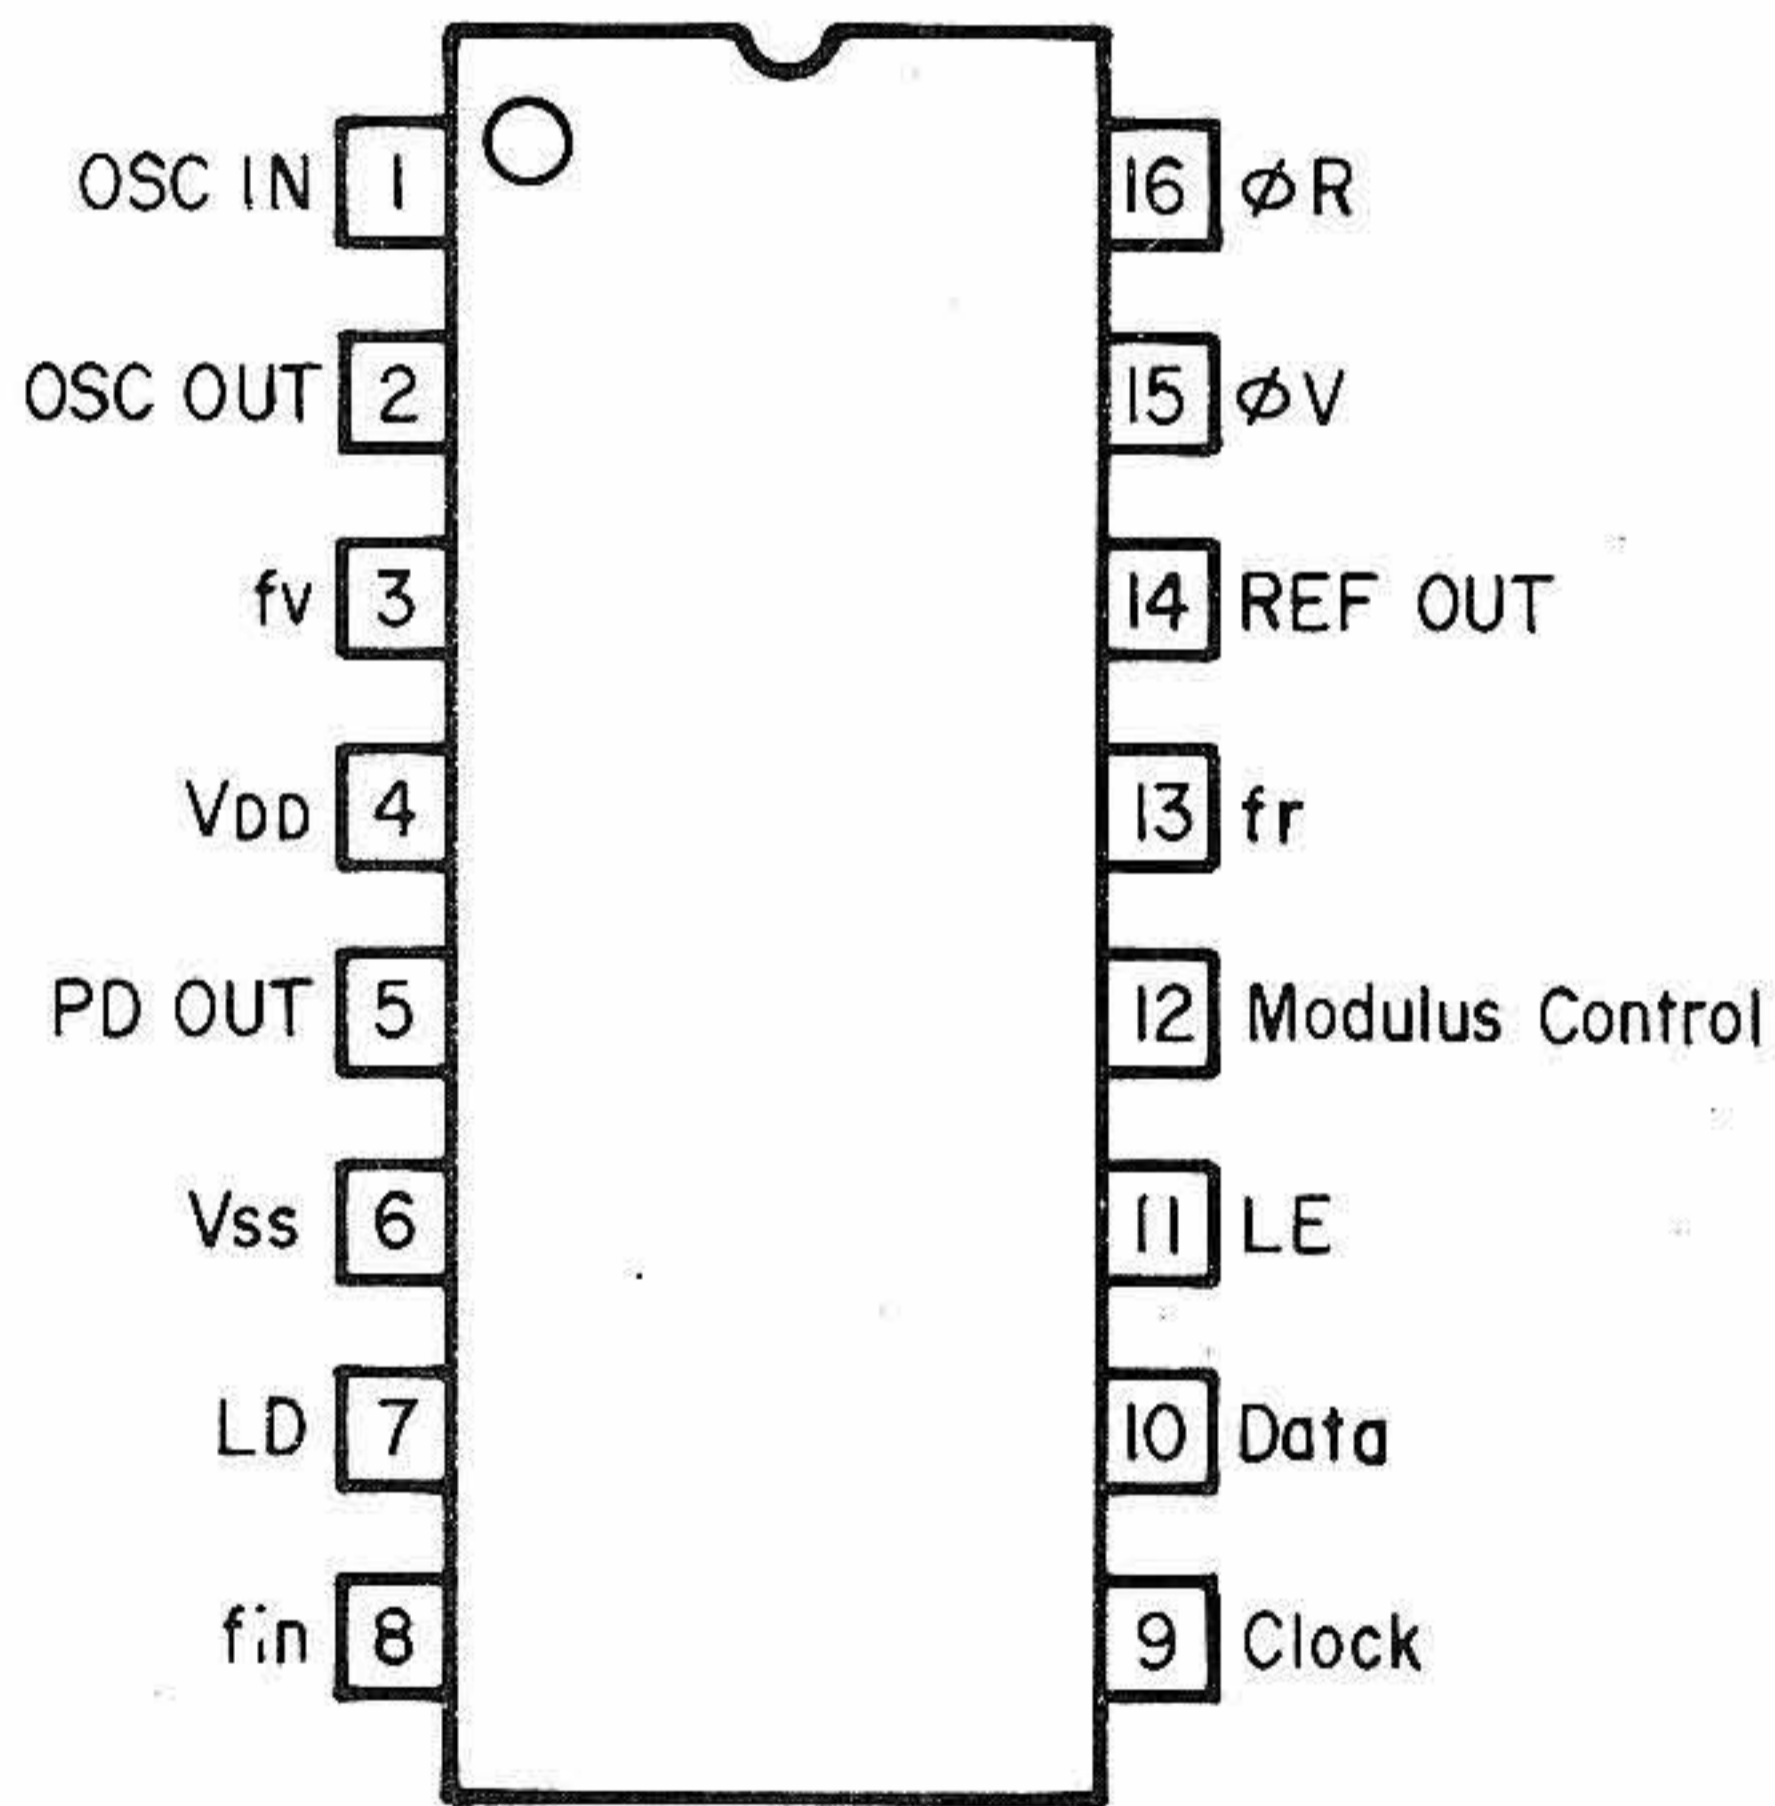 OSC IN 1 16 ØR
OSC OUT 2 15 ØV
fv 3 14 REF OUT
VDD 4 13 fr
PD OUT 5 12 Modulus Control
Vss 6 11 LE
LD 7 10 Data
fin 8 9 Clock